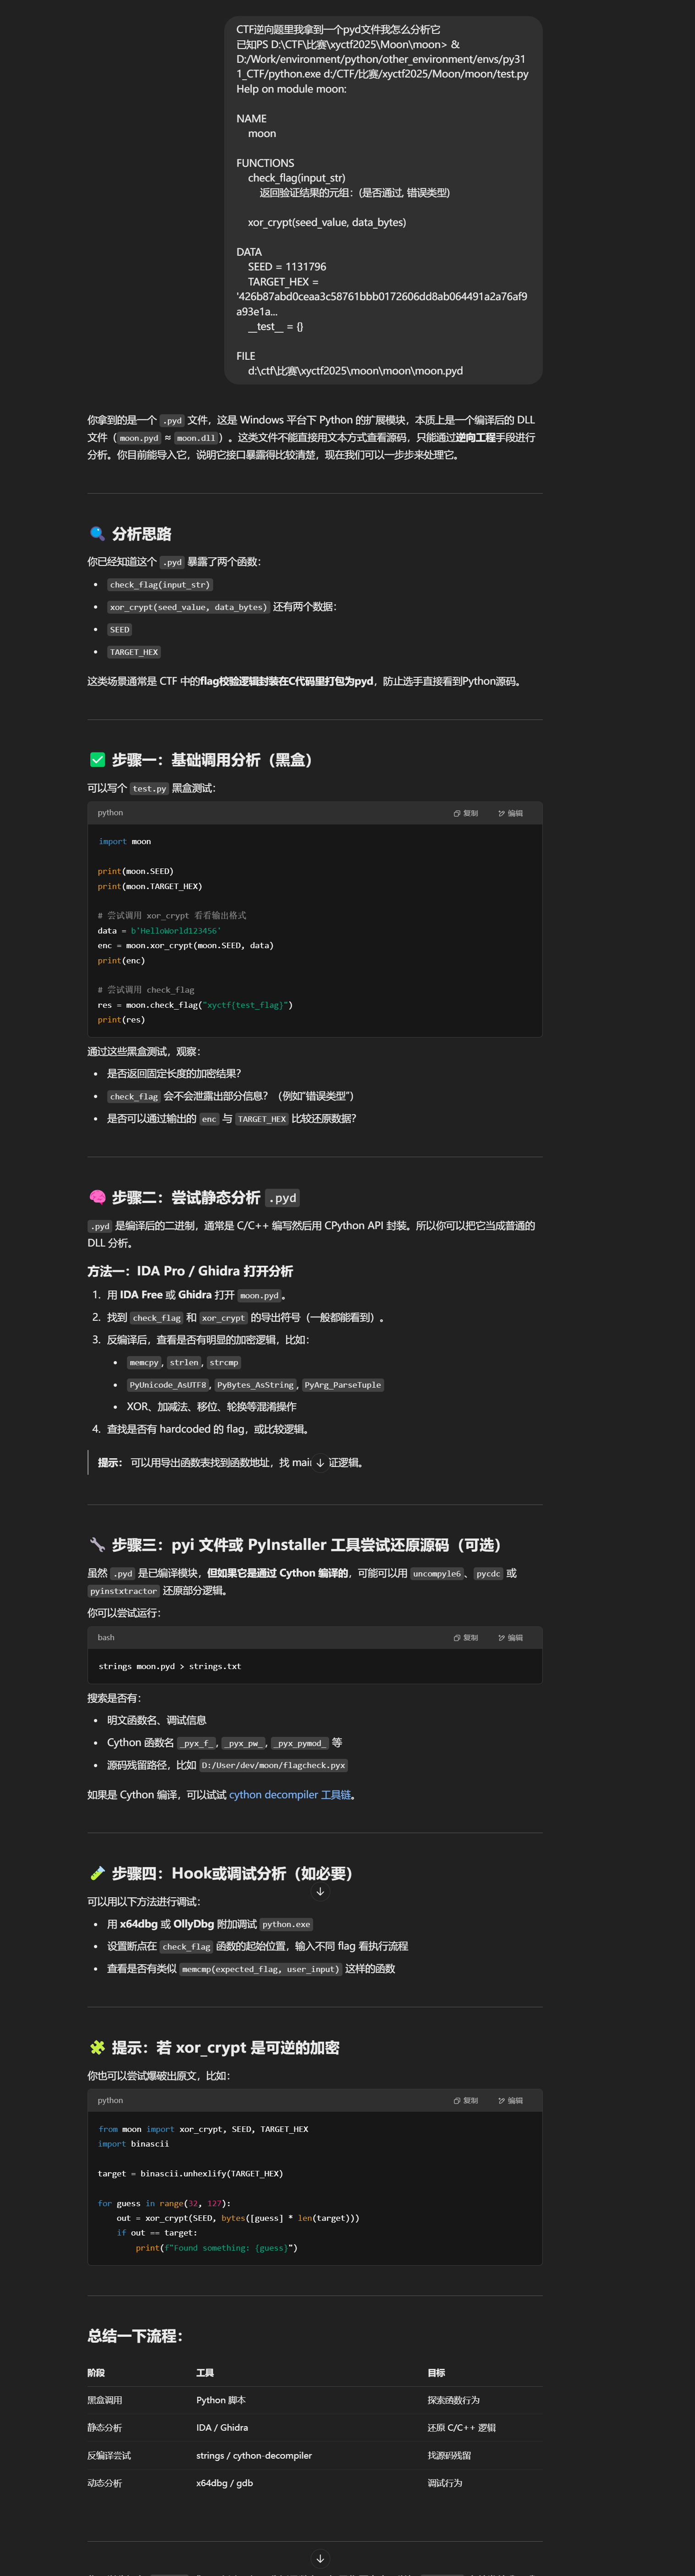 CTF逆向题里我拿到一个pyd文件我怎么分析它
已知PS D:\CTF\比赛\xyctf2025\Moon\moon> &
D:/Work/environment/python/other_environment/envs/py31
1_CTF/python.exe d:/CTF/比赛/xyctf2025/Moon/moon/test.py
Help on module moon:
NAME
moon
FUNCTIONS
check_flag(input_str)
返回验证结果的元组：(是否通过, 错误类型)
xor_crypt(seed_value, data_bytes)
DATA
SEED = 1131796
TARGET_HEX =
'426b87abd0ceaa3c58761bbb0172606dd8ab064491a2a76af9
a93e1a...
__test__ = {}
FILE
d:\ctf\比赛\xyctf2025\moon\moon\moon.pyd
你拿到的是一个 .pyd 文件，这是 Windows 平台下 Python 的扩展模块，本质上是一个编译后的 DLL
文件（moon.pyd ≈ moon.dll）。这类文件不能直接用文本方式查看源码，只能通过逆向工程手段进行
分析。你目前能导入它，说明它接口暴露得比较清楚，现在我们可以一步步来处理它。
🔍 分析思路
你已经知道这个 .pyd 暴露了两个函数：
• check_flag(input_str)
• xor_crypt(seed_value, data_bytes) 还有两个数据：
• SEED
• TARGET_HEX
这类场景通常是 CTF 中的flag校验逻辑封装在C代码里打包为pyd，防止选手直接看到Python源码。
✅ 步骤一：基础调用分析（黑盒）
可以写个 test.py 黑盒测试：
python 复制 编辑
import moon
print(moon.SEED)
print(moon.TARGET_HEX)
# 尝试调用 xor_crypt 看看输出格式
data = b'HelloWorld123456'
enc = moon.xor_crypt(moon.SEED, data)
print(enc)
# 尝试调用 check_flag
res = moon.check_flag("xyctf{test_flag}")
print(res)
通过这些黑盒测试，观察：
• 是否返回固定长度的加密结果？
• check_flag 会不会泄露出部分信息？（例如“错误类型”）
• 是否可以通过输出的 enc 与 TARGET_HEX 比较还原数据？
🧠 步骤二：尝试静态分析 .pyd
.pyd 是编译后的二进制，通常是 C/C++ 编写然后用 CPython API 封装。所以你可以把它当成普通的
DLL 分析。
方法一：IDA Pro / Ghidra 打开分析
1. 用 IDA Free 或 Ghidra 打开 moon.pyd。
2. 找到 check_flag 和 xor_crypt 的导出符号（一般都能看到）。
3. 反编译后，查看是否有明显的加密逻辑，比如：
• memcpy, strlen, strcmp
• PyUnicode_AsUTF8, PyBytes_AsString, PyArg_ParseTuple
• XOR、加减法、移位、轮换等混淆操作
4. 查找是否有 hardcoded 的 flag，或比较逻辑。
提示： 可以用导出函数表找到函数地址，找 mai 证逻辑。
🔧 步骤三：pyi 文件或 PyInstaller 工具尝试还原源码（可选）
虽然 .pyd 是已编译模块，但如果它是通过 Cython 编译的，可能可以用 uncompyle6、pycdc 或
pyinstxtractor 还原部分逻辑。
你可以尝试运行：
bash 复制 编辑
strings moon.pyd > strings.txt
搜索是否有：
• 明文函数名、调试信息
• Cython 函数名 _pyx_f_, _pyx_pw_, _pyx_pymod_ 等
• 源码残留路径，比如 D:/User/dev/moon/flagcheck.pyx
如果是 Cython 编译，可以试试 cython decompiler 工具链。
🧪 步骤四：Hook或调试分析（如必要）
可以用以下方法进行调试：
• 用 x64dbg 或 OllyDbg 附加调试 python.exe
• 设置断点在 check_flag 函数的起始位置，输入不同 flag 看执行流程
• 查看是否有类似 memcmp(expected_flag, user_input) 这样的函数
🧩 提示：若 xor_crypt 是可逆的加密
你也可以尝试爆破出原文，比如：
python 复制 编辑
from moon import xor_crypt, SEED, TARGET_HEX
import binascii
target = binascii.unhexlify(TARGET_HEX)
for guess in range(32, 127):
out = xor_crypt(SEED, bytes([guess] * len(target)))
if out == target:
print(f"Found something: {guess}")
总结一下流程：
阶段 工具 目标
黑盒调用 Python 脚本 探索函数行为
静态分析 IDA / Ghidra 还原 C/C++ 逻辑
反编译尝试 strings / cython-decompiler 找源码残留
动态分析 x64dbg / gdb 调试行为